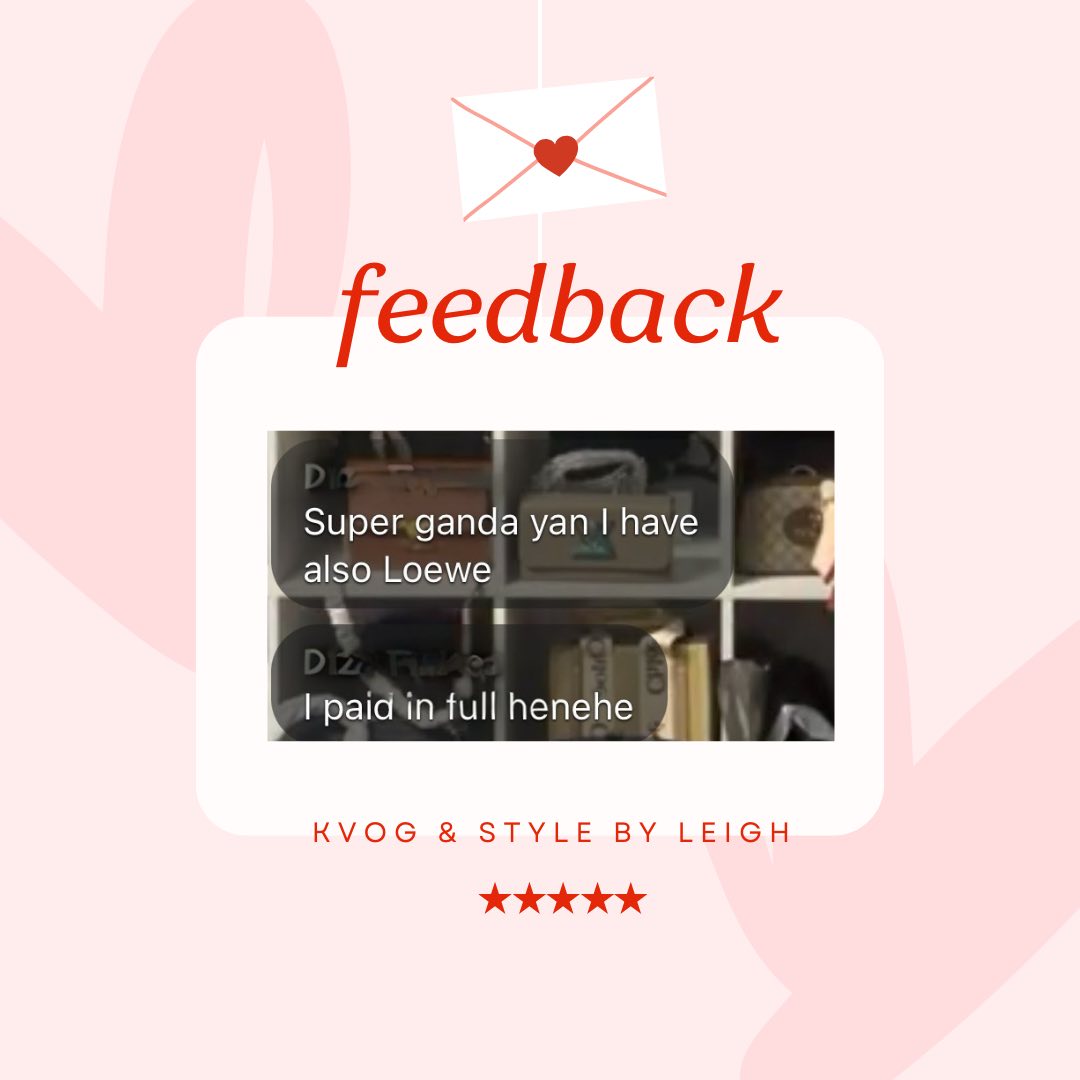 feedback
Super ganda yan I have
also Loewe
I paid in full henehe
KVOG & STYLE BY LEIGH